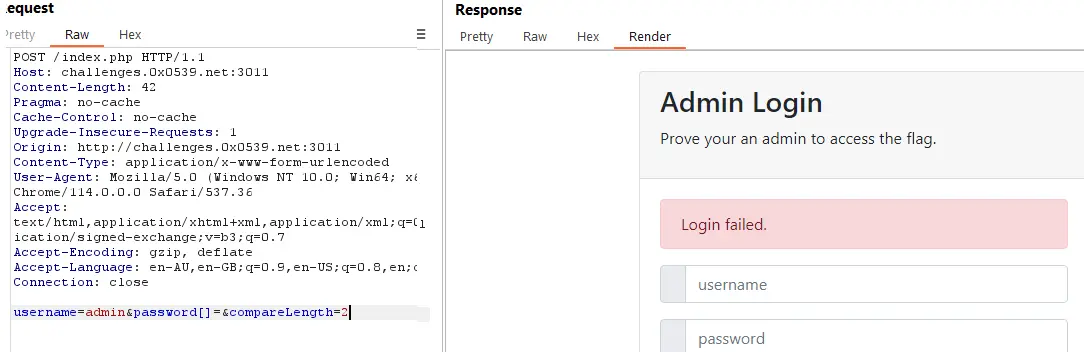 equest
Pretty Raw Hex
POST /index.php HTTP/1.1
Host: challenges.0x0539.net:3011
Content-Length: 42
Pragma: no-cache
Cache-Control: no-cache
Upgrade-Insecure-Requests: 1
Origin: http://challenges.0x0539.net:3011
Content-Type: application/x-www-form-urlencoded
User-Agent: Mozilla/5.0 (Windows NT 10.0; Win64; x6
Chrome/114.0.0.0 Safari/537.36
Accept:
text/html,application/xhtml+xml,application/xml;q=0
ication/signed-exchange;v=b3;q=0.7
Accept-Encoding: gzip, deflate
Accept-Language: en-AU,en-GB;q=0.9,en-US;q=0.8,en;
Connection: close
username=admin&password[]=&compareLength=2
Response
Pretty Raw Hex Render
Admin Login
Prove your an admin to access the flag.
Login failed.
username
password